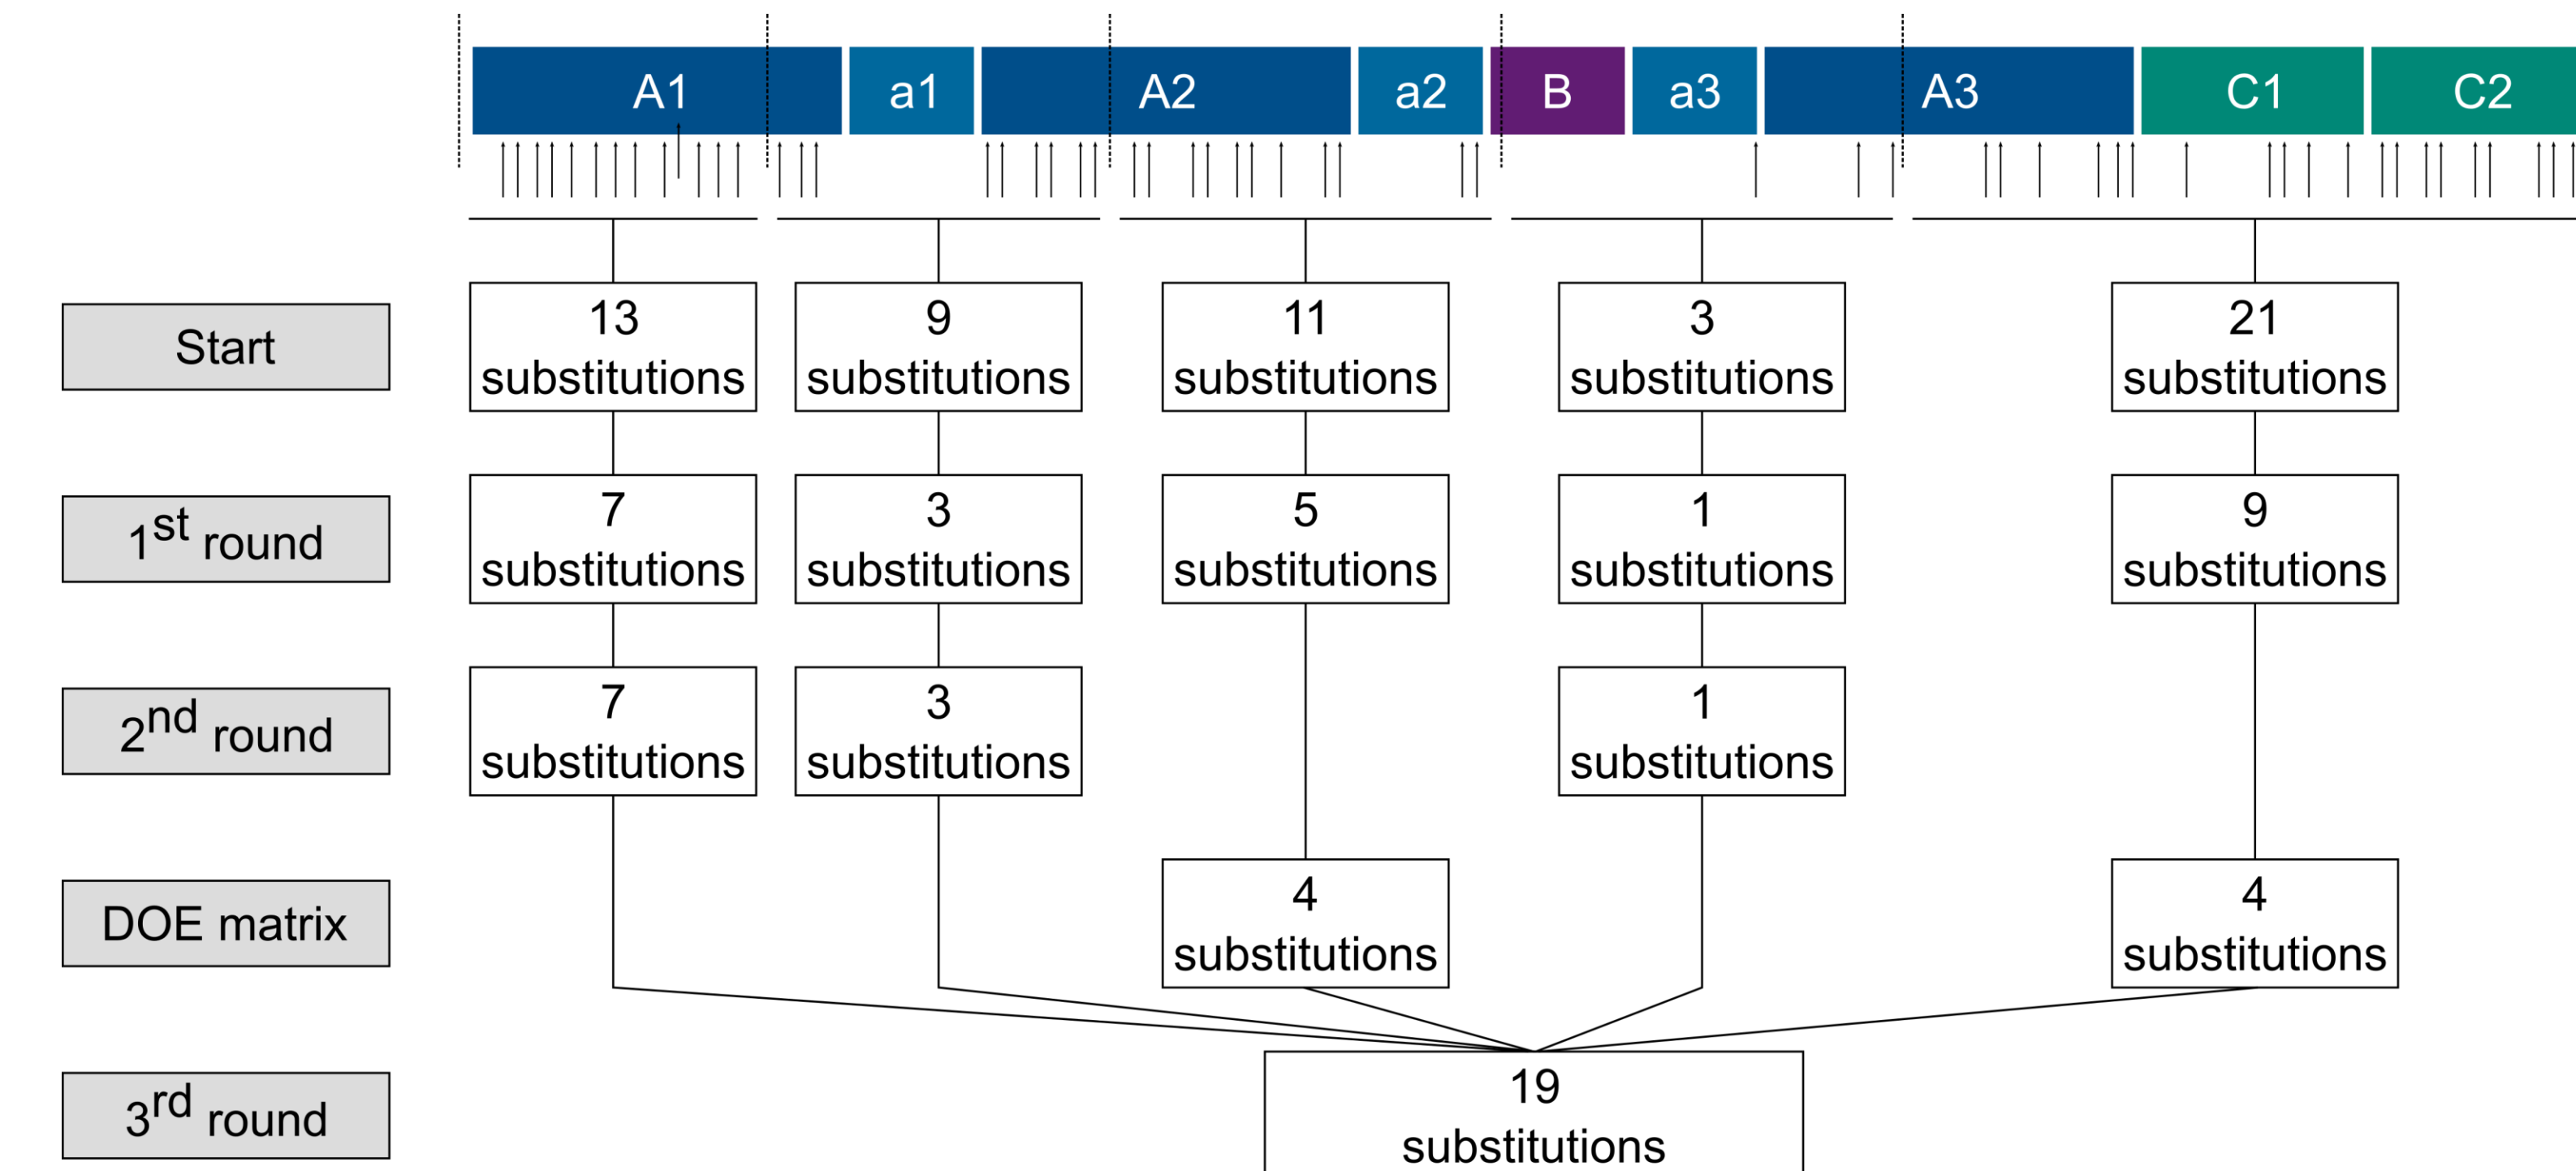 A1 a1 A2 a2 B a3 A3 C1 C2
Start
13 substitutions
9 substitutions
11 substitutions
3 substitutions
21 substitutions
1st round
7 substitutions
3 substitutions
5 substitutions
1 substitutions
9 substitutions
2nd round
7 substitutions
3 substitutions
1 substitutions
DOE matrix
4 substitutions
4 substitutions
3rd round
19 substitutions